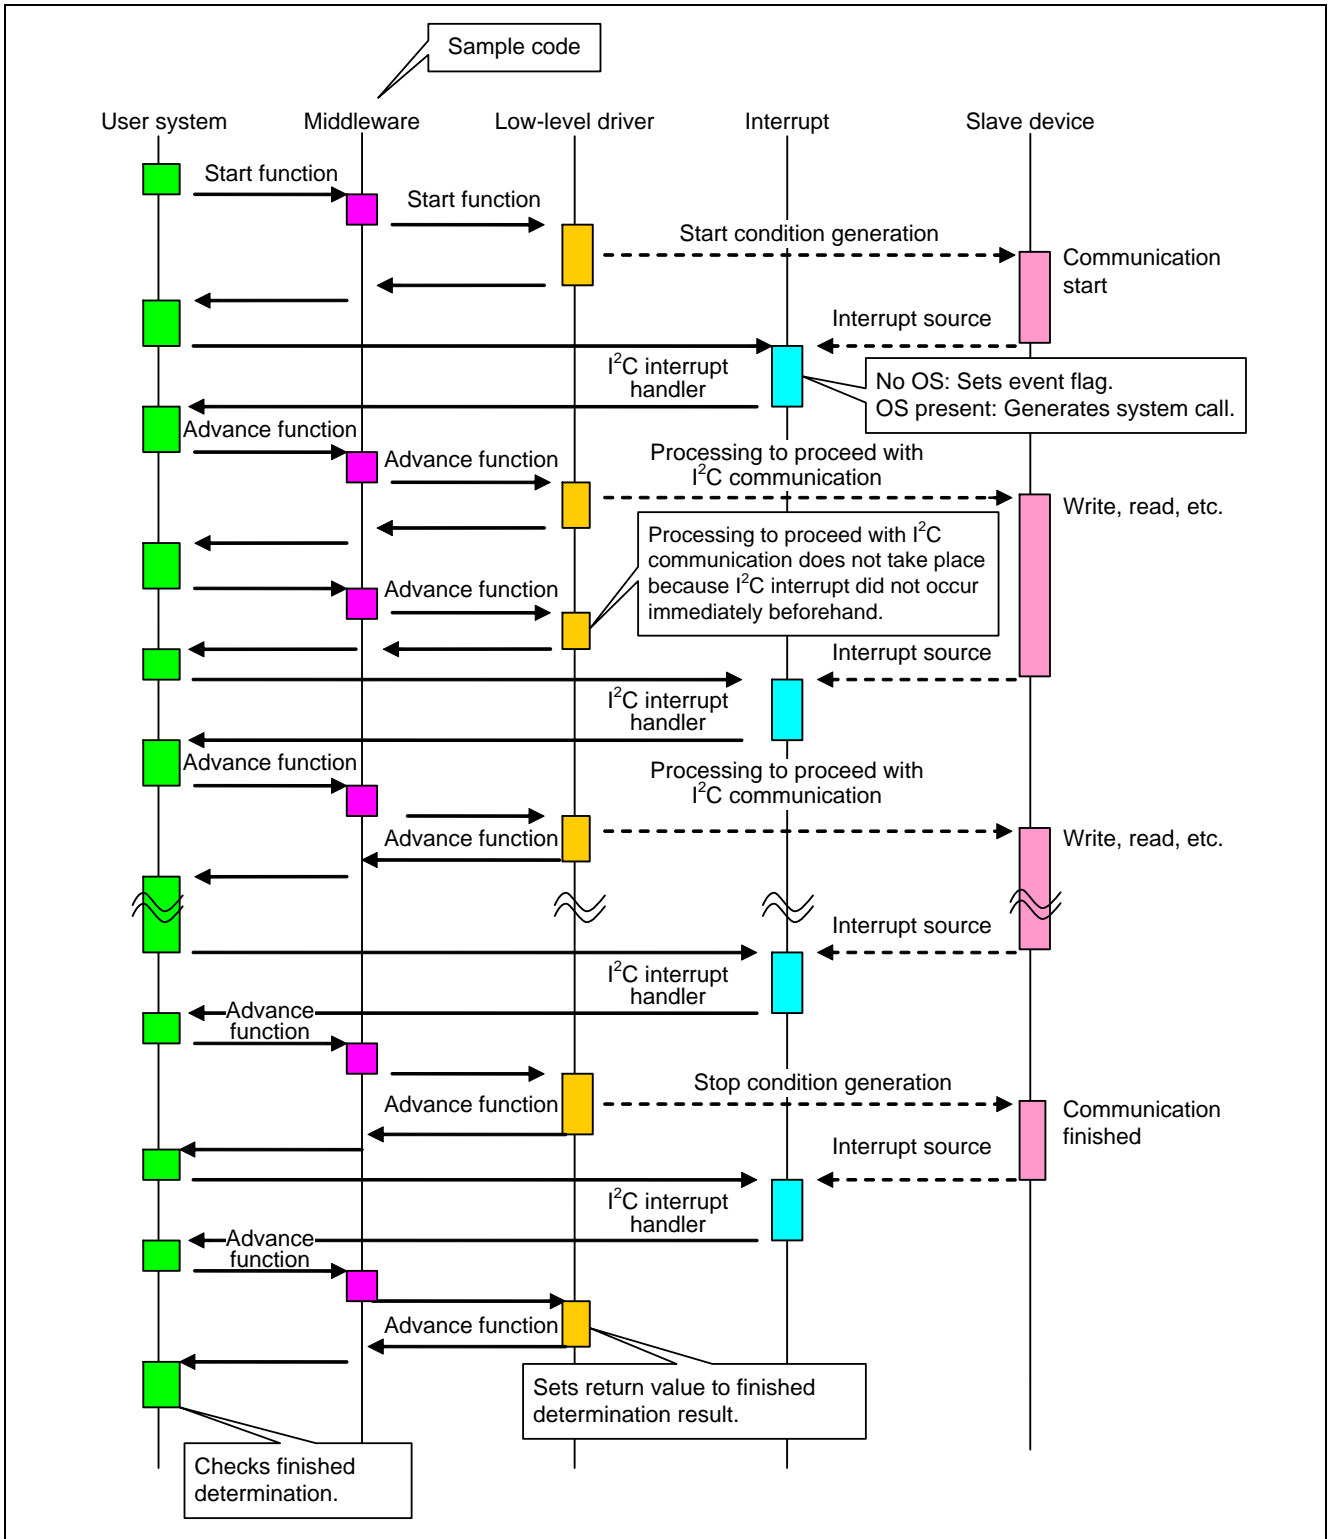 Sample code
User system
Middleware
Low-level driver
Interrupt
Slave device
Start function
Start function
Start condition generation
Communication
start
Interrupt source
I²C interrupt
handler
No OS: Sets event flag.
OS present: Generates system call.
Advance function
Advance function
Processing to proceed with
I²C communication
Write, read, etc.
Processing to proceed with I²C
communication does not take place
because I²C interrupt did not occur
immediately beforehand.
Advance function
Interrupt source
I²C interrupt
handler
Advance function
Processing to proceed with
I²C communication
Advance function
Write, read, etc.
Interrupt source
I²C interrupt
handler
Advance
function
Stop condition generation
Advance function
Communication
finished
Interrupt source
I²C interrupt
handler
Advance
function
Advance function
Sets return value to finished
determination result.
Checks finished
determination.